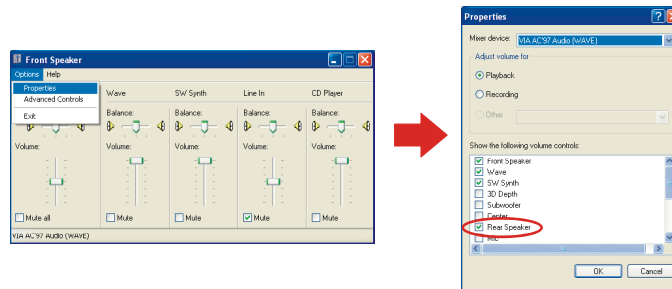 Front Speaker
Options Help
Properties
Advanced Controls
Exit
Wave SW Synth Line In CD Player
Balance: Balance: Balance: Balance:
Volume: Volume: Volume: Volume: Volume:
Mute all Mute Mute Mute Mute
VIA AC'97 Audio (WAVE)
Properties
Mixer device: VIA AC'97 Audio (WAVE)
Adjust volume for
Playback
Recording
Other
Show the following volume controls:
Front Speaker
Wave
SW Synth
3D Depth
Subwoofer
Center
Rear Speaker
Mic
OK Cancel